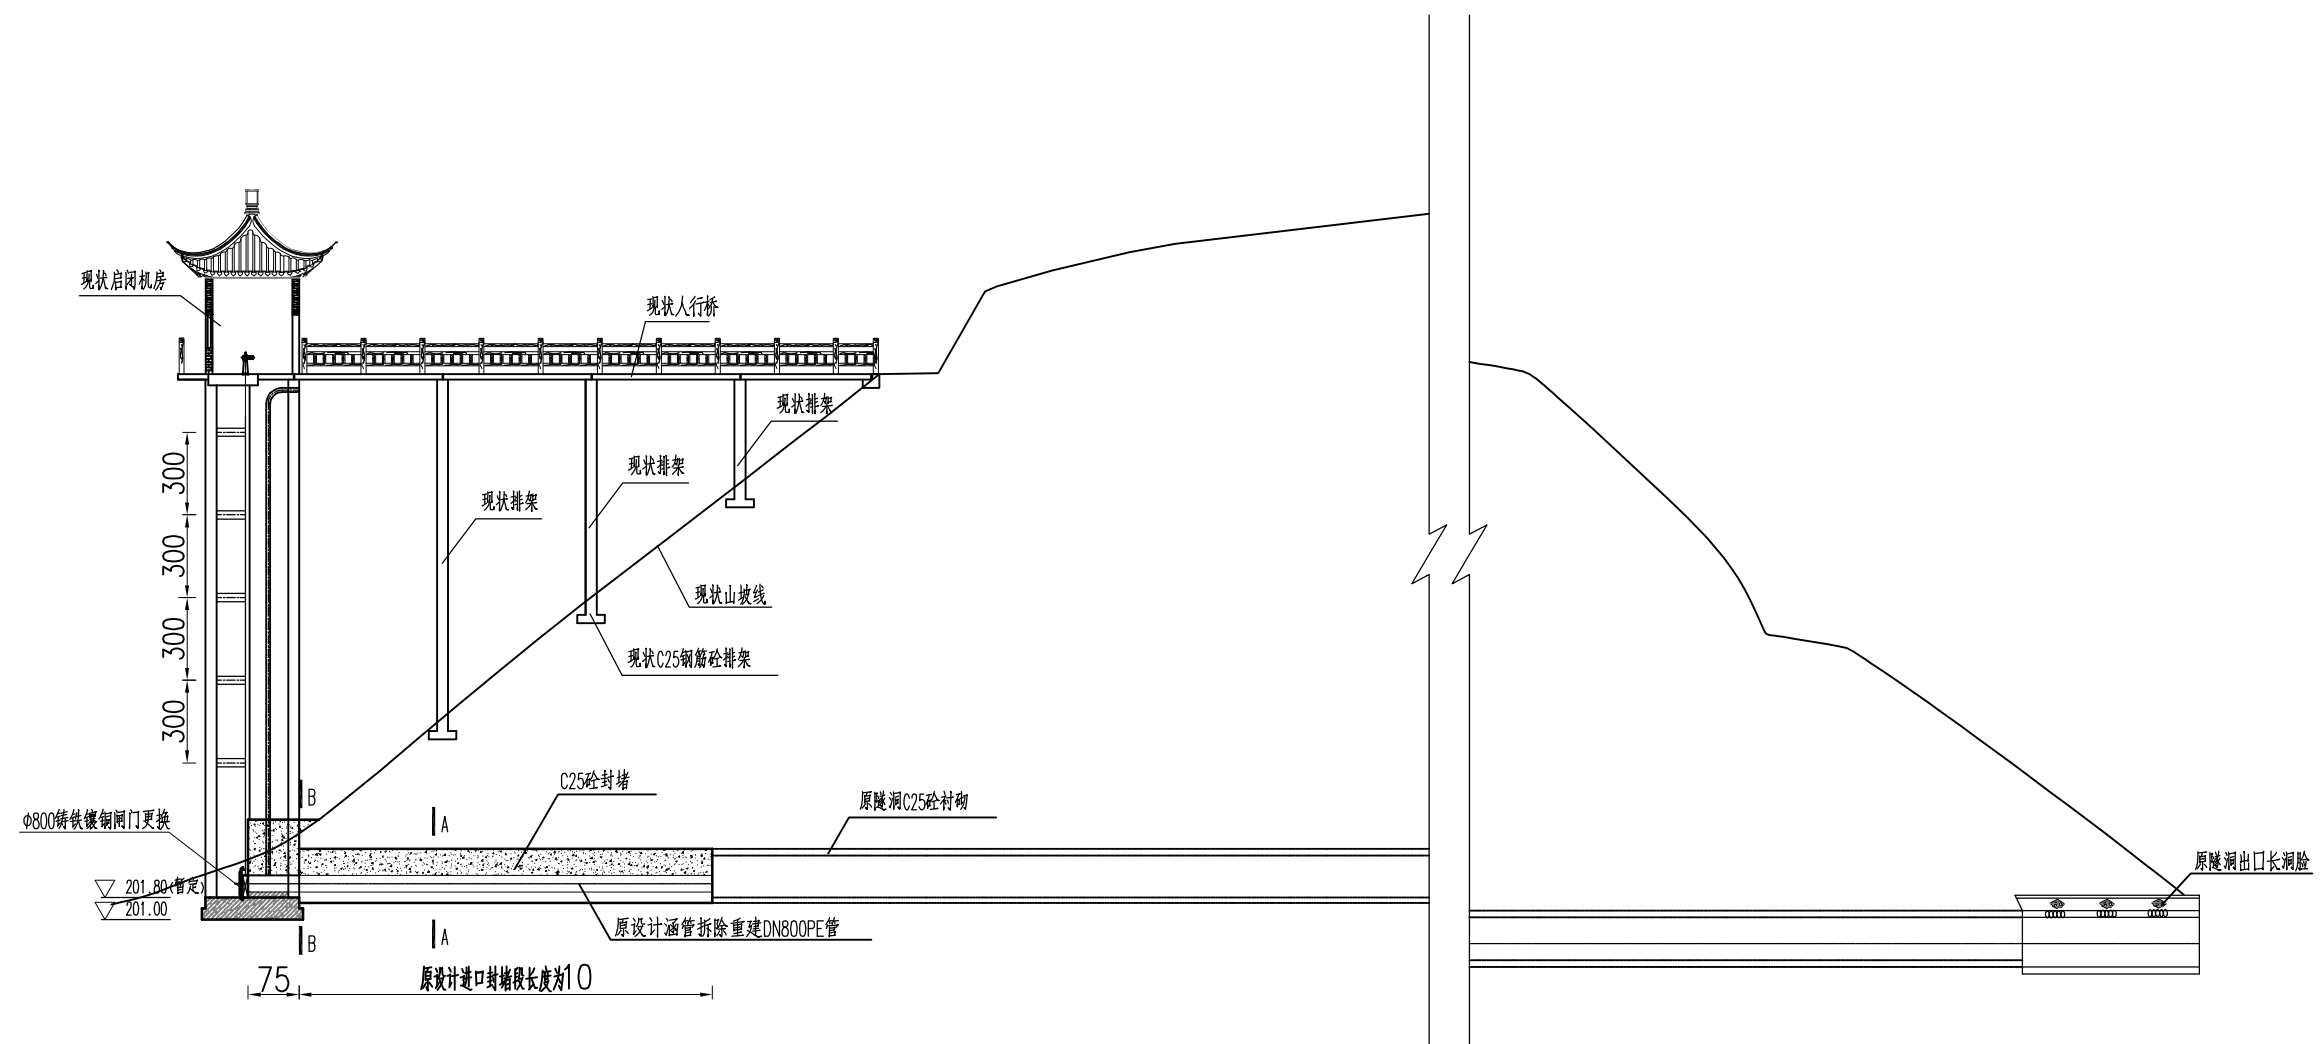 现状启闭机房
现状人行桥
现状排架
现状排架
现状排架
300
300
300
300
现状山坡线
现状C25钢筋砼排架
C25砼封堵
B
A
原隧洞C25砼衬砌
Φ800铸铁镶铜闸门更换
原隧洞出口长洞脸
201.80(暂定)
201.00
原设计涵管拆除重建DN800PE管
B
A
75
原设计进口封堵段长度为10